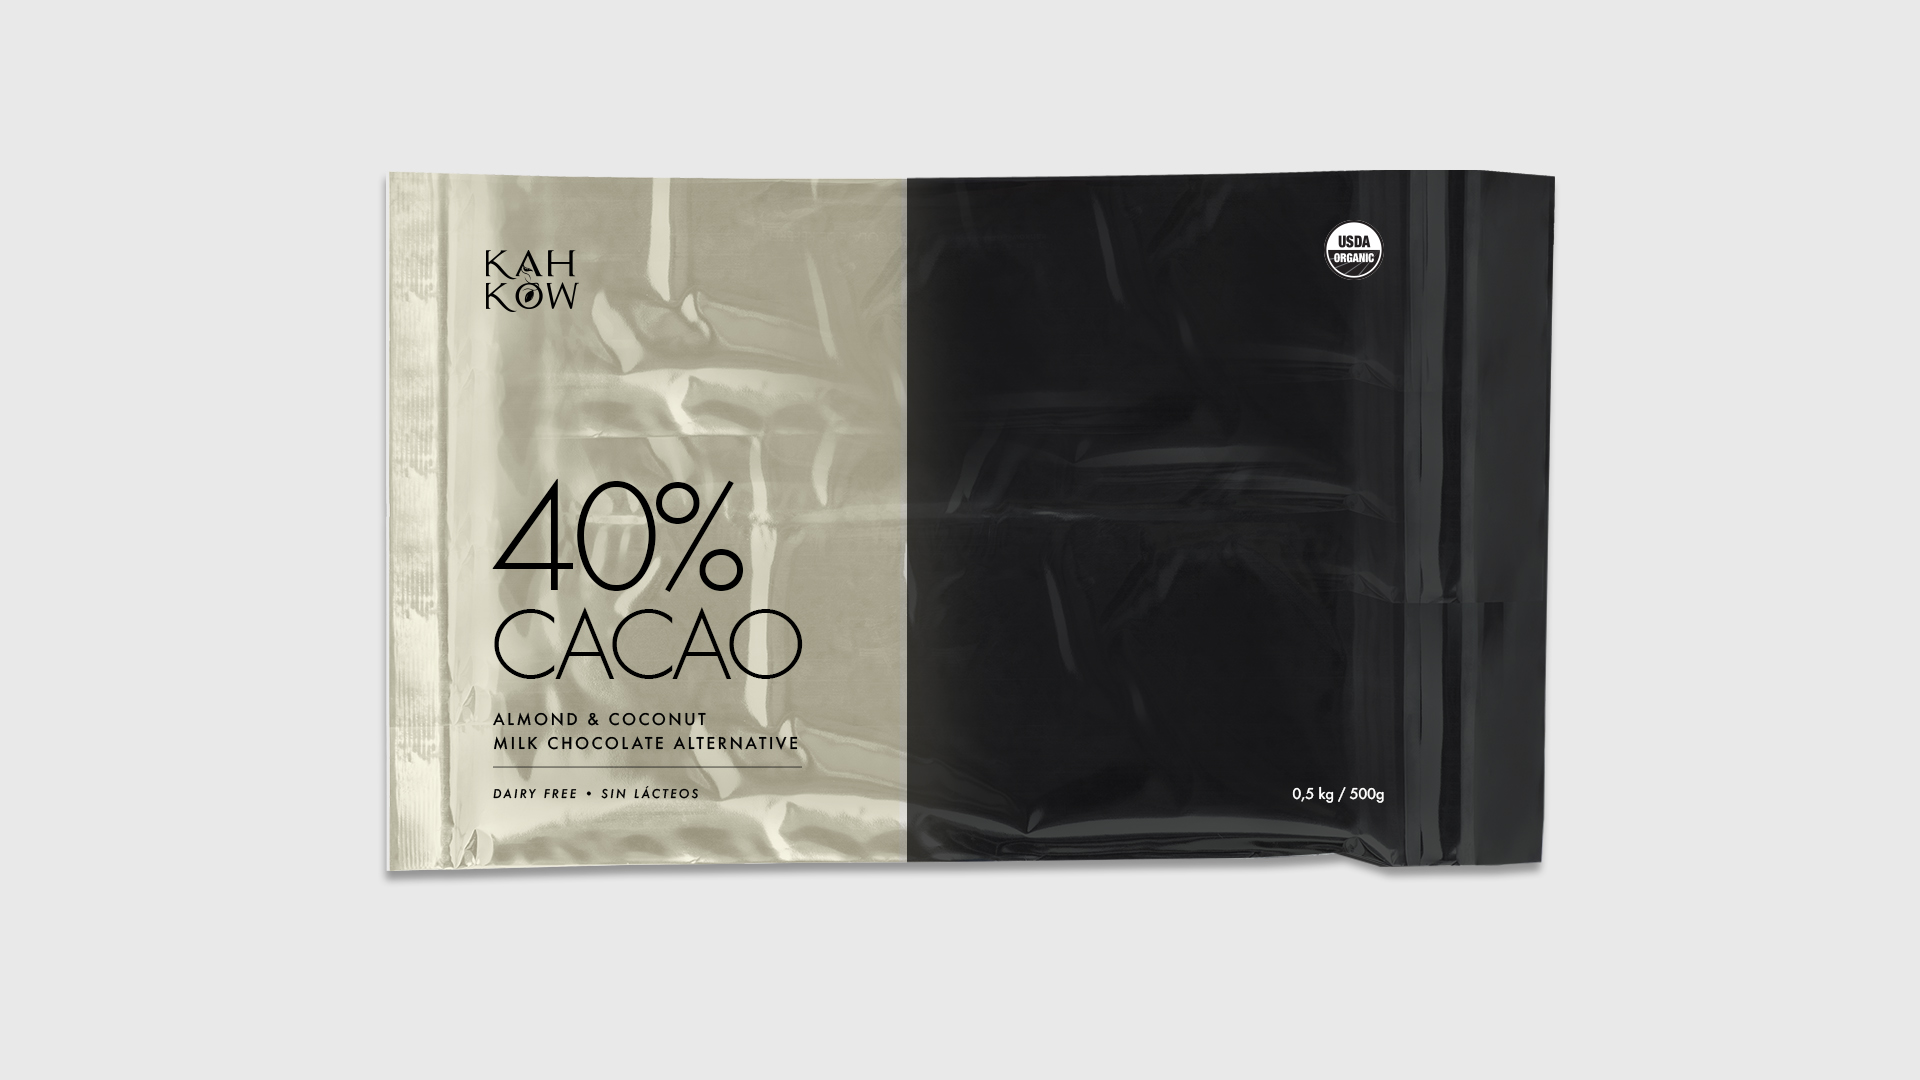 KAH
KOW
USDA
ORGANIC
40%
CACAO
ALMOND & COCONUT
MILK CHOCOLATE ALTERNATIVE
DAIRY FREE • SIN LÁCTEOS
0,5 kg / 500g